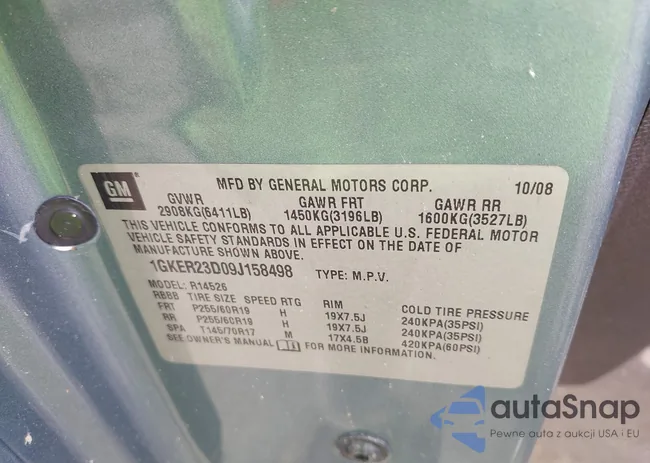 GM
MFD BY GENERAL MOTORS CORP. 10/08
GVWR GAWR FRT GAWR RR
2908KG(6411LB) 1450KG(3196LB) 1600KG(3527LB)
THIS VEHICLE CONFORMS TO ALL APPLICABLE U.S. FEDERAL MOTOR
VEHICLE SAFETY STANDARDS IN EFFECT ON THE DATE OF
MANUFACTURE SHOWN ABOVE.
1GKER23D09J158498 TYPE: M.P.V.
MODEL: R14526
RBBB TIRE SIZE SPEED RTG RIM COLD TIRE PRESSURE
FRT P255/60R19 H 19X7.5J 240KPA(35PSI)
RR P255/60R19 H 19X7.5J 240KPA(35PSI)
SPA T145/70R17 M 17X4.5B 420KPA(60PSI)
SEE OWNER'S MANUAL FOR MORE INFORMATION.
autaSnap
Pewne auta z aukcji USA i EU